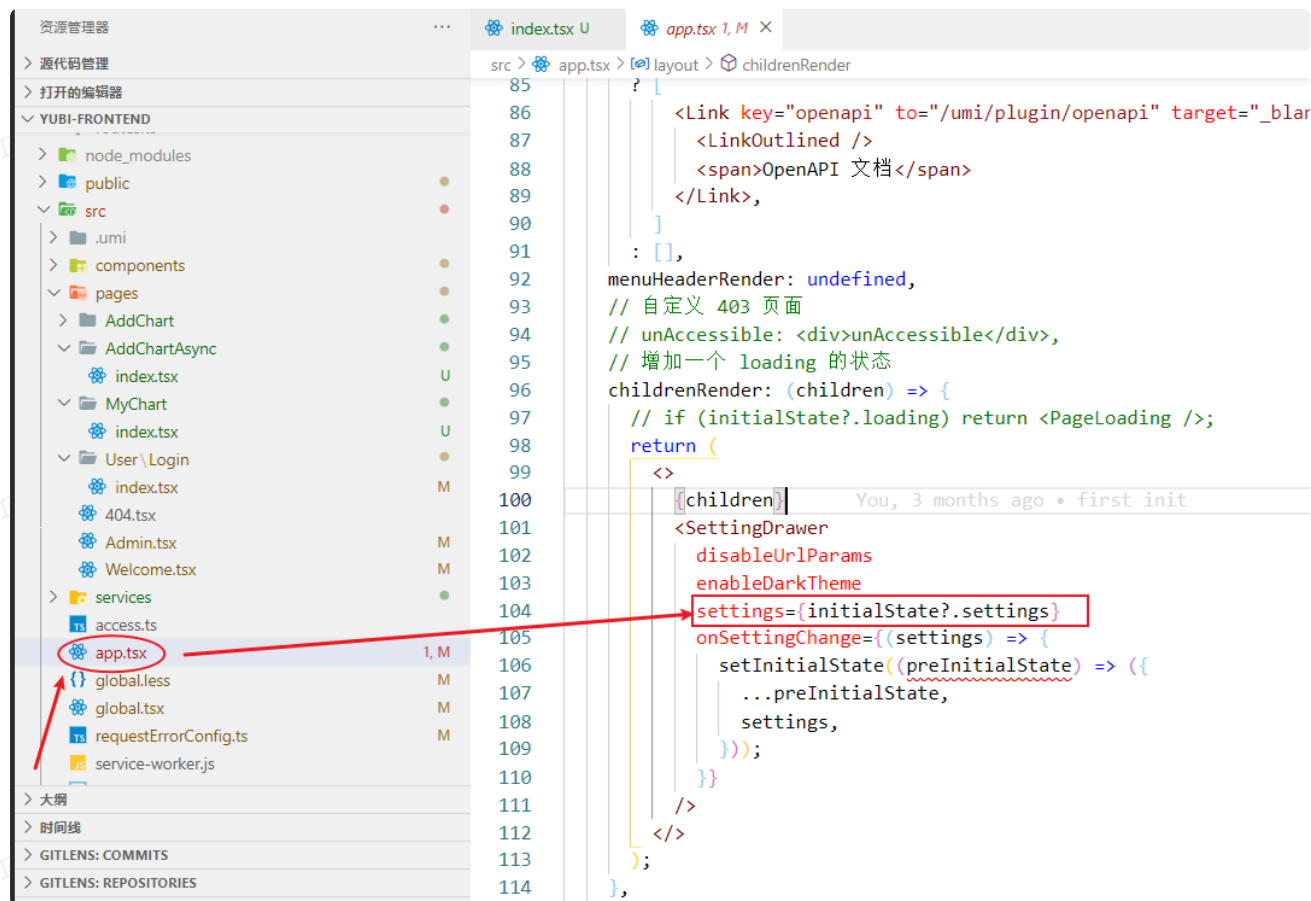 资源管理器
···
源代码管理
打开的编辑器
YUBI-FRONTEND
node_modules
public
src
.umi
components
pages
AddChart
AddChartAsync
index.tsx U
MyChart
index.tsx U
User\Login
index.tsx M
404.tsx
Admin.tsx M
Welcome.tsx M
services
TS access.ts
app.tsx 1, M
{} global.less M
global.tsx M
TS requestErrorConfig.ts M
JS service-worker.js
大纲
时间线
GITLENS: COMMITS
GITLENS: REPOSITORIES
index.tsx U app.tsx 1, M ×
src > app.tsx > layout > childrenRender
85 ? [
86 <Link key="openapi" to="/umi/plugin/openapi" target="_blan
87 <LinkOutlined />
88 <span>OpenAPI 文档</span>
89 </Link>,
90 ]
91 : [],
92 menuHeaderRender: undefined,
93 // 自定义 403 页面
94 // unAccessible: <div>unAccessible</div>,
95 // 增加一个 loading 的状态
96 childrenRender: (children) => {
97 // if (initialState?.loading) return <PageLoading />;
98 return (
99 <>
100 {children} You, 3 months ago • first init
101 <SettingDrawer
102 disableUrlParams
103 enableDarkTheme
104 settings={initialState?.settings}
105 onSettingChange={(settings) => {
106 setInitialState((preInitialState) => ({
107 ...preInitialState,
108 settings,
109 }));
110 }}
111 />
112 </>
113 );
114 },